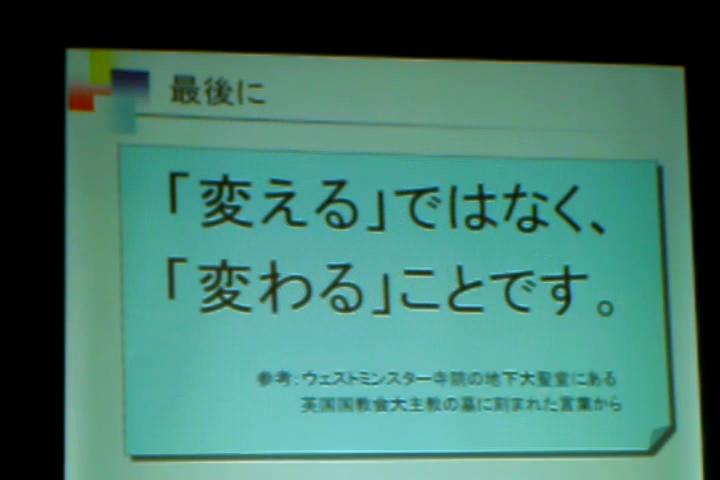 最後に
「変える」ではなく、
「変わる」ことです。
参考：ウェストミンスター寺院の地下大聖堂にある
英国国教会大主教の墓に刻まれた言葉から